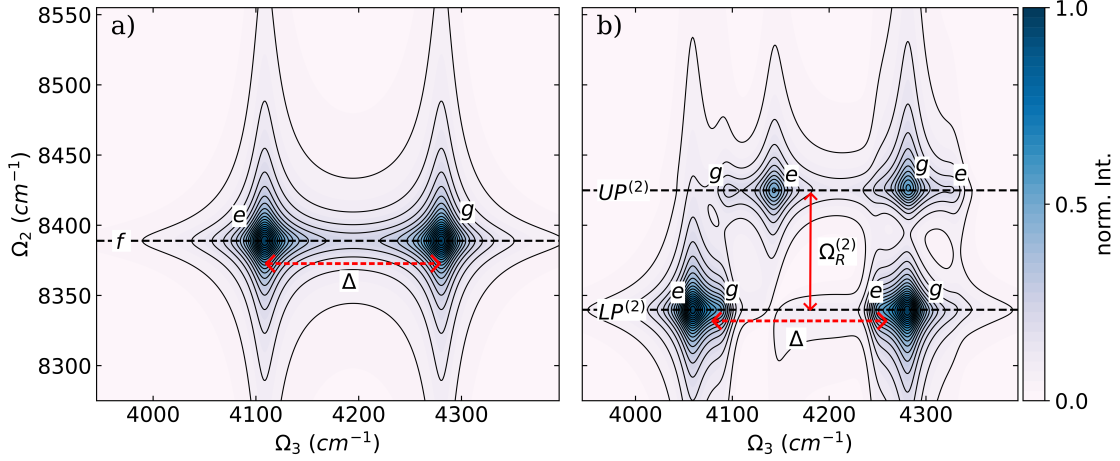 a)
8550
8500
8450
8400
8350
8300
Ω₂ (cm⁻¹)
e
g
f
Δ
4000
4100
4200
4300
Ω₃ (cm⁻¹)
b)
g
e
g
e
UP⁽²⁾
Ω_R⁽²⁾
e
g
e
g
LP⁽²⁾
Δ
4000
4100
4200
4300
Ω₃ (cm⁻¹)
1.0
0.5
0.0
norm. Int.